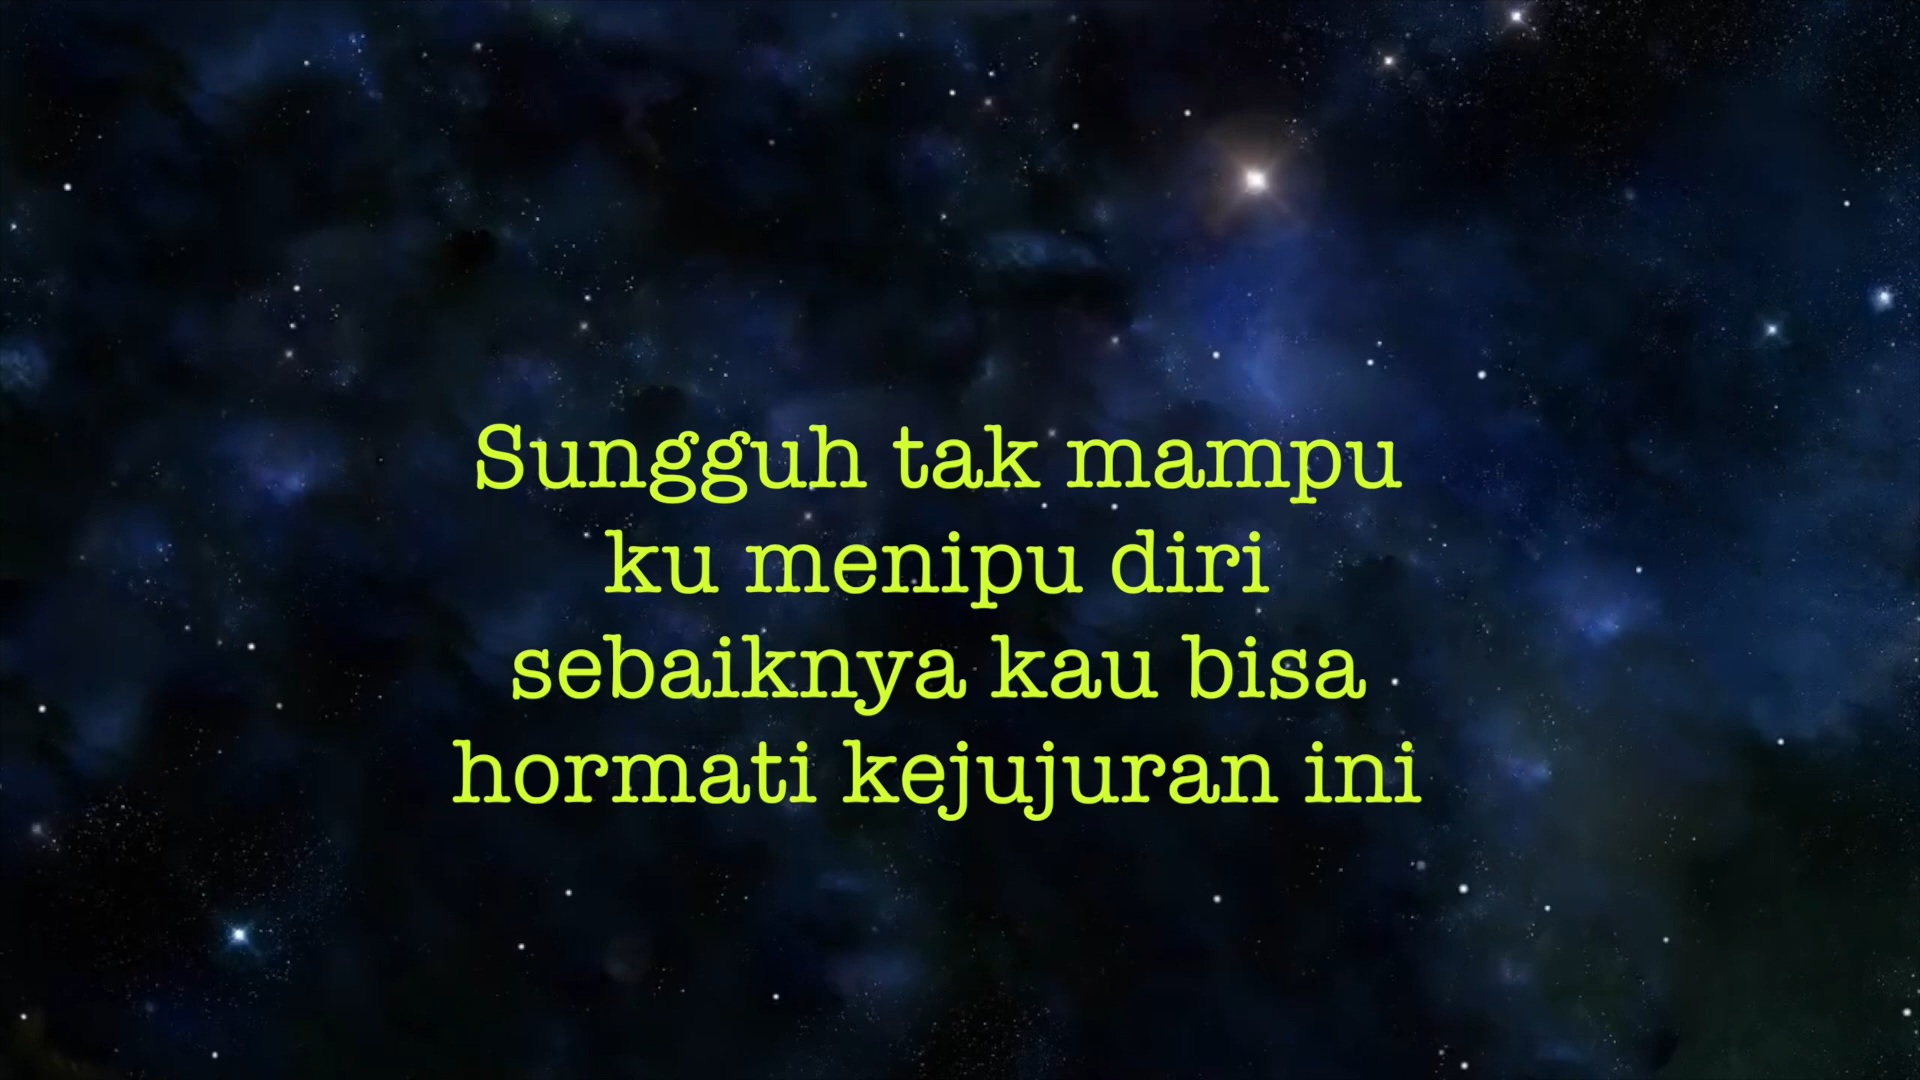 Sungguh tak mampu
ku menipu diri
sebaiknya kau bisa
hormati kejujuran ini